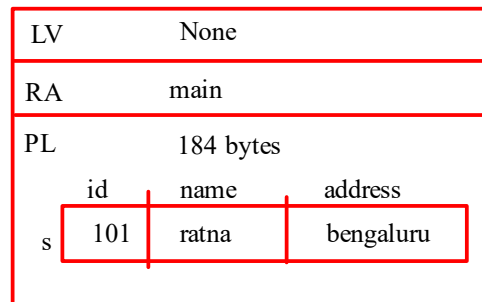 LV None
RA main
PL 184 bytes
id name address
s 101 ratna bengaluru